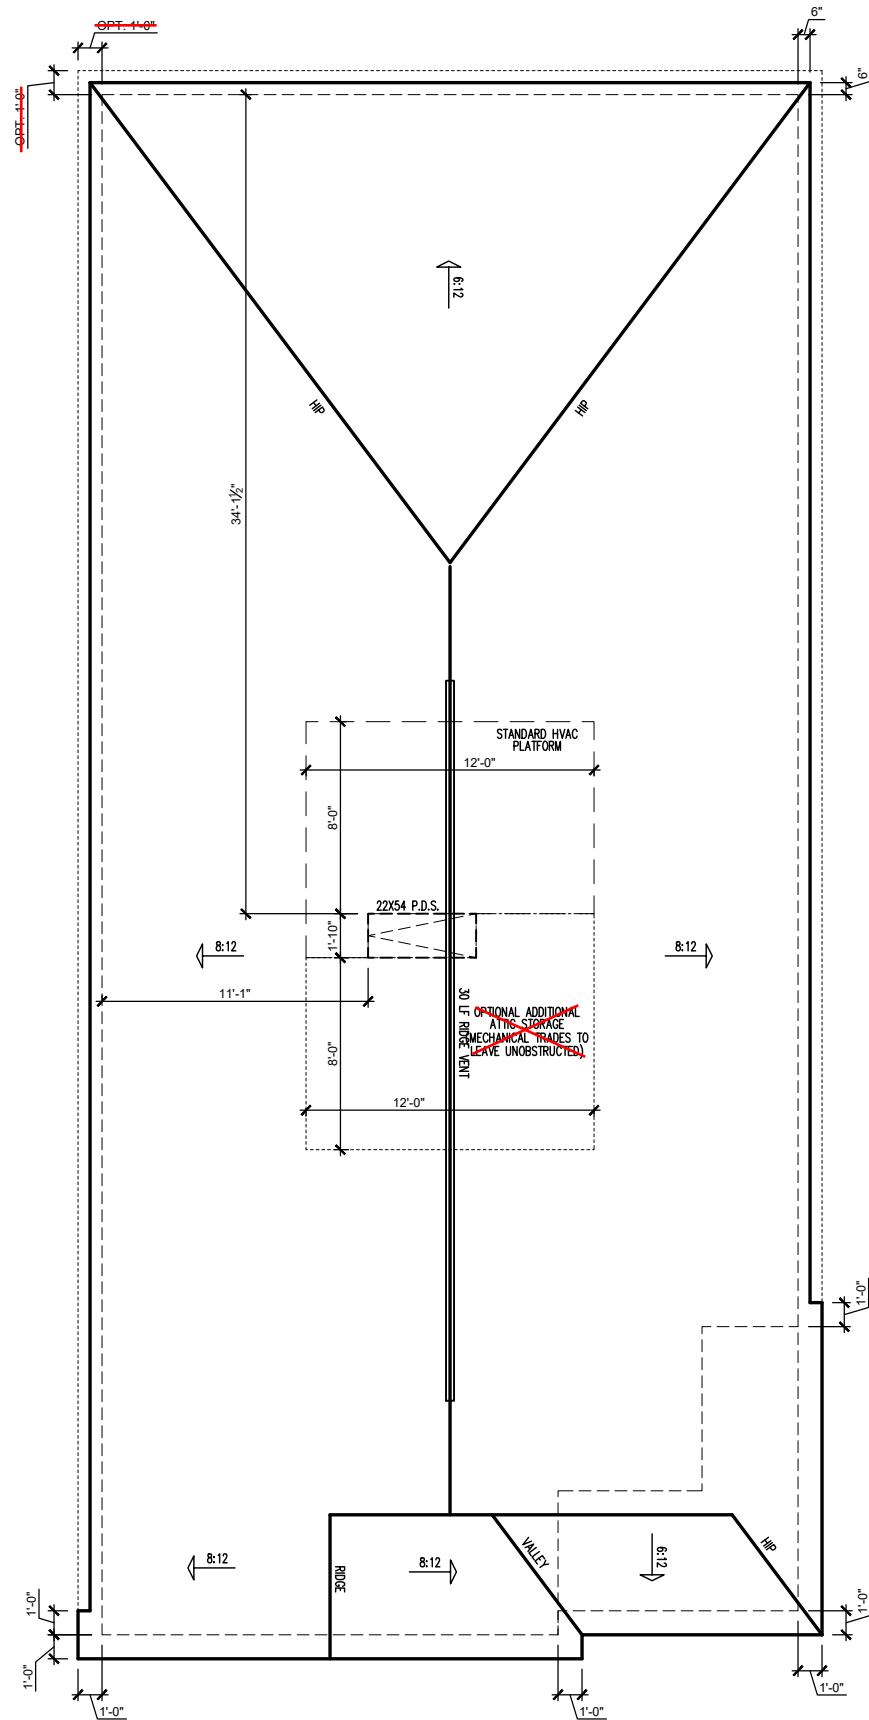 OPT. 1'-0"
6"
OPT. 1'-0"
6"
6:12
HIP
HIP
34'-1½"
STANDARD HVAC
PLATFORM
12'-0"
8'-0"
22X54 P.D.S.
1'-10"
8:12
8:12
11'-1"
30 LF RIDGE VENT
OPTIONAL ADDITIONAL
ATTIC STORAGE
(MECHANICAL TRADES TO
LEAVE UNOBSTRUCTED)
8'-0"
12'-0"
1'-0"
VALLEY
HIP
6:12
8:12
RIDGE
8:12
1'-0"
1'-0"
1'-0"
1'-0"
1'-0"
1'-0"